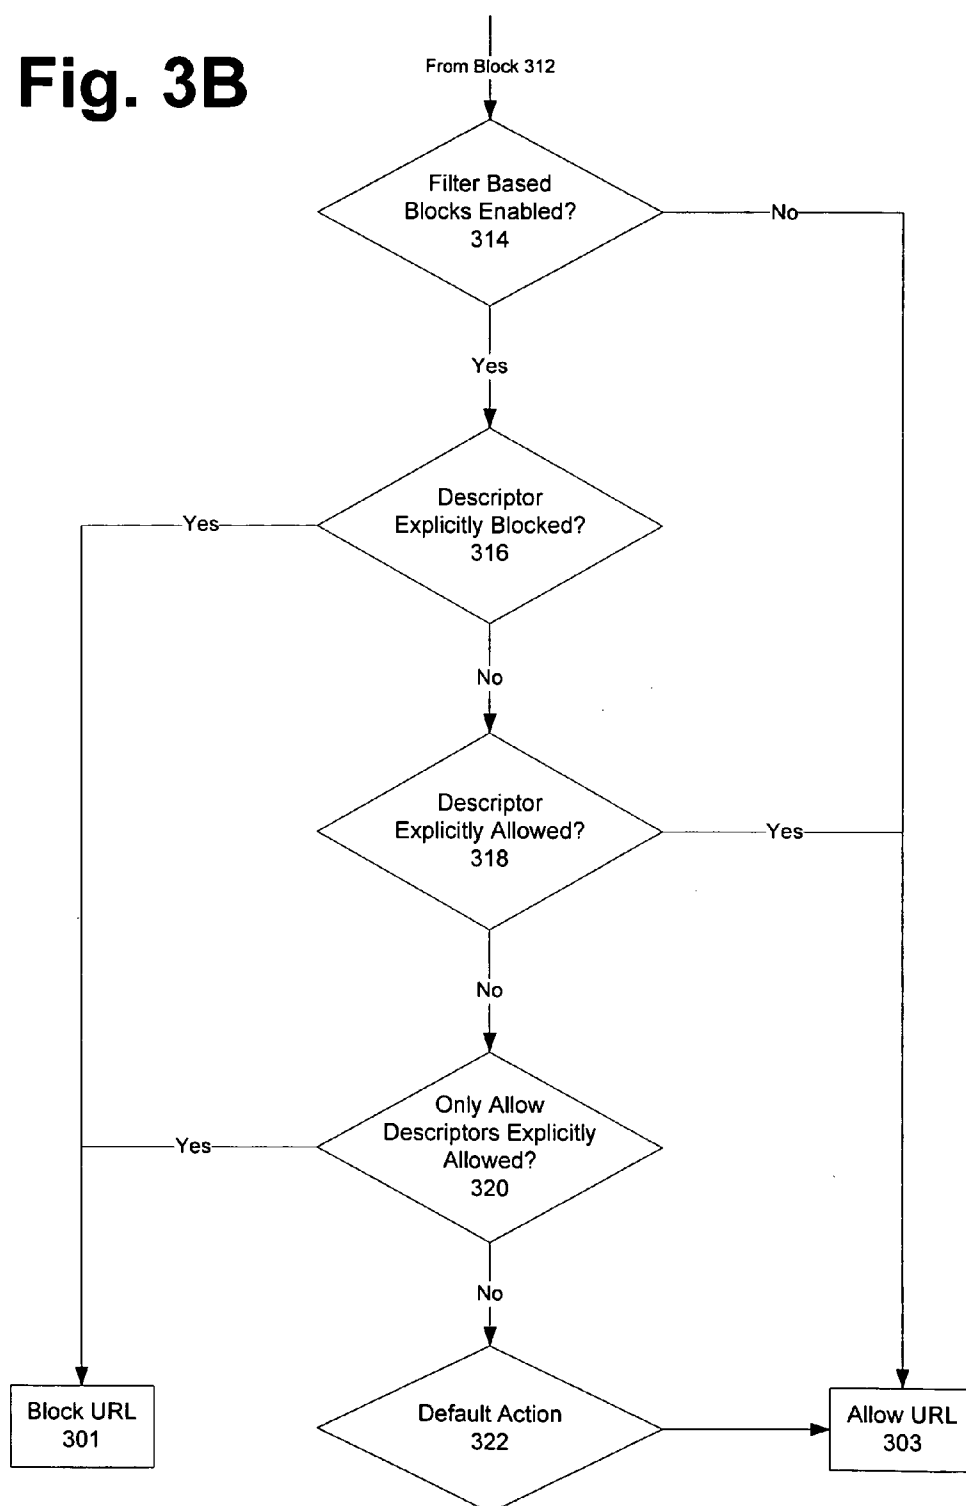 Fig. 3B
From Block 312
Filter Based
Blocks Enabled?
314
No
Yes
Descriptor
Explicitly Blocked?
316
Yes
No
Descriptor
Explicitly Allowed?
318
Yes
No
Only Allow
Descriptors Explicitly
Allowed?
320
Yes
No
Block URL
301
Default Action
322
Allow URL
303